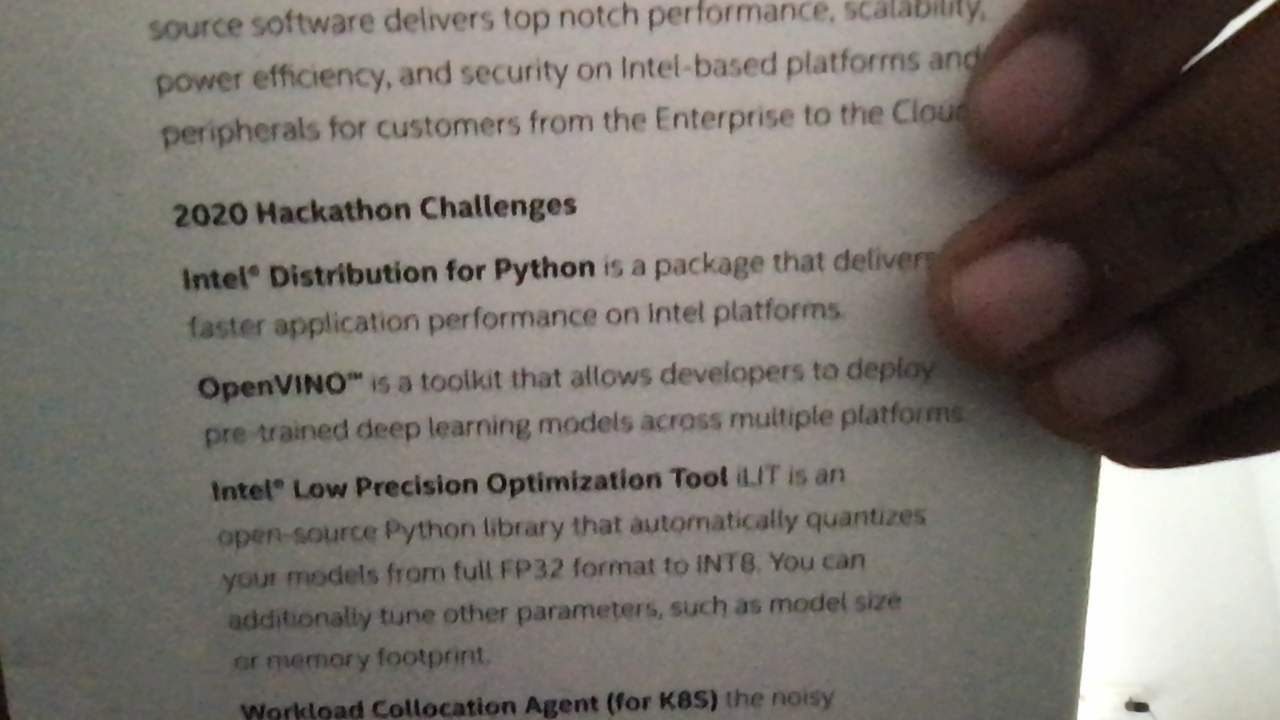 source software delivers top notch performance, scalability,
power efficiency, and security on Intel-based platforms and
peripherals for customers from the Enterprise to the Cloud
2020 Hackathon Challenges
Intel® Distribution for Python is a package that delivers
faster application performance on Intel platforms.
OpenVINO™ is a toolkit that allows developers to deploy
pre-trained deep learning models across multiple platforms.
Intel® Low Precision Optimization Tool iLiT is an
open-source Python library that automatically quantizes
your models from full FP32 format to INT8. You can
additionally tune other parameters, such as model size
or memory footprint.
Workload Collocation Agent (for K8S) the noisy